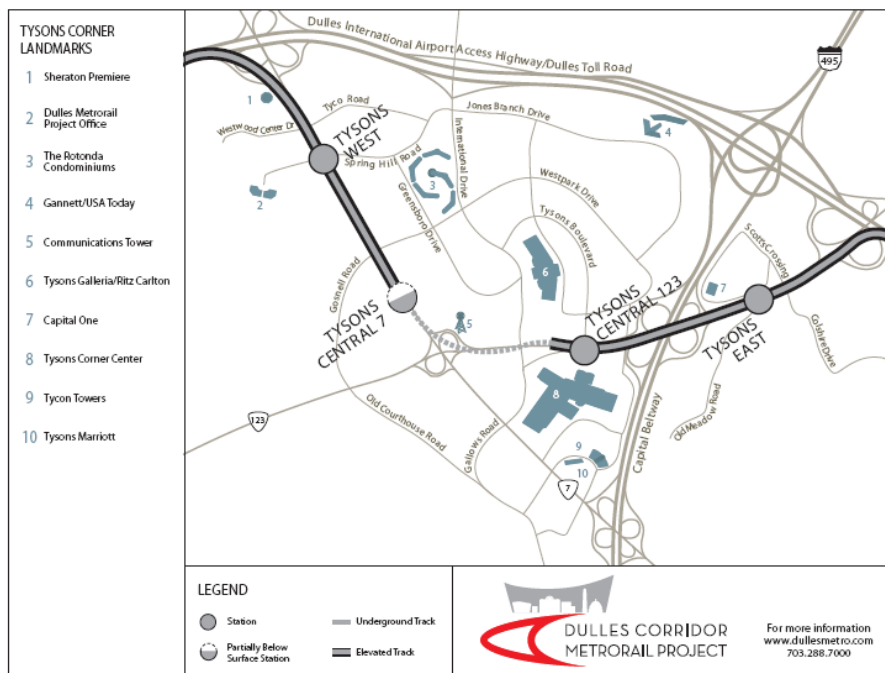 TYSONS CORNER
LANDMARKS
1 Sheraton Premiere
2 Dulles Metrorail
Project Office
3 The Rotonda
Condominiums
4 Gannett/USA Today
5 Communications Tower
6 Tysons Galleria/Ritz Carlton
7 Capital One
8 Tysons Corner Center
9 Tycon Towers
10 Tysons Marriott
Dulles International Airport Access Highway/Dulles Toll Road
495
1
Tyco Road
Jones Branch Drive
Westwood Center Dr
TYSONS
WEST
Spring Hill Road
International Drive
4
2
3
Greensboro Drive
Westpark Drive
Tysons Boulevard
Scotts Crossing
Gosnell Road
6
7
TYSONS
CENTRAL 7
5
TYSONS
CENTRAL 123
TYSONS
EAST
Colshire Drive
8
123
Old Courthouse Road
Gallows Road
Old Meadow Road
Capital Beltway
9
10
7
LEGEND
Station
Underground Track
Partially Below
Surface Station
Elevated Track
DULLES CORRIDOR
METRORAIL PROJECT
For more information
www.dullesmetro.com
703.288.7000